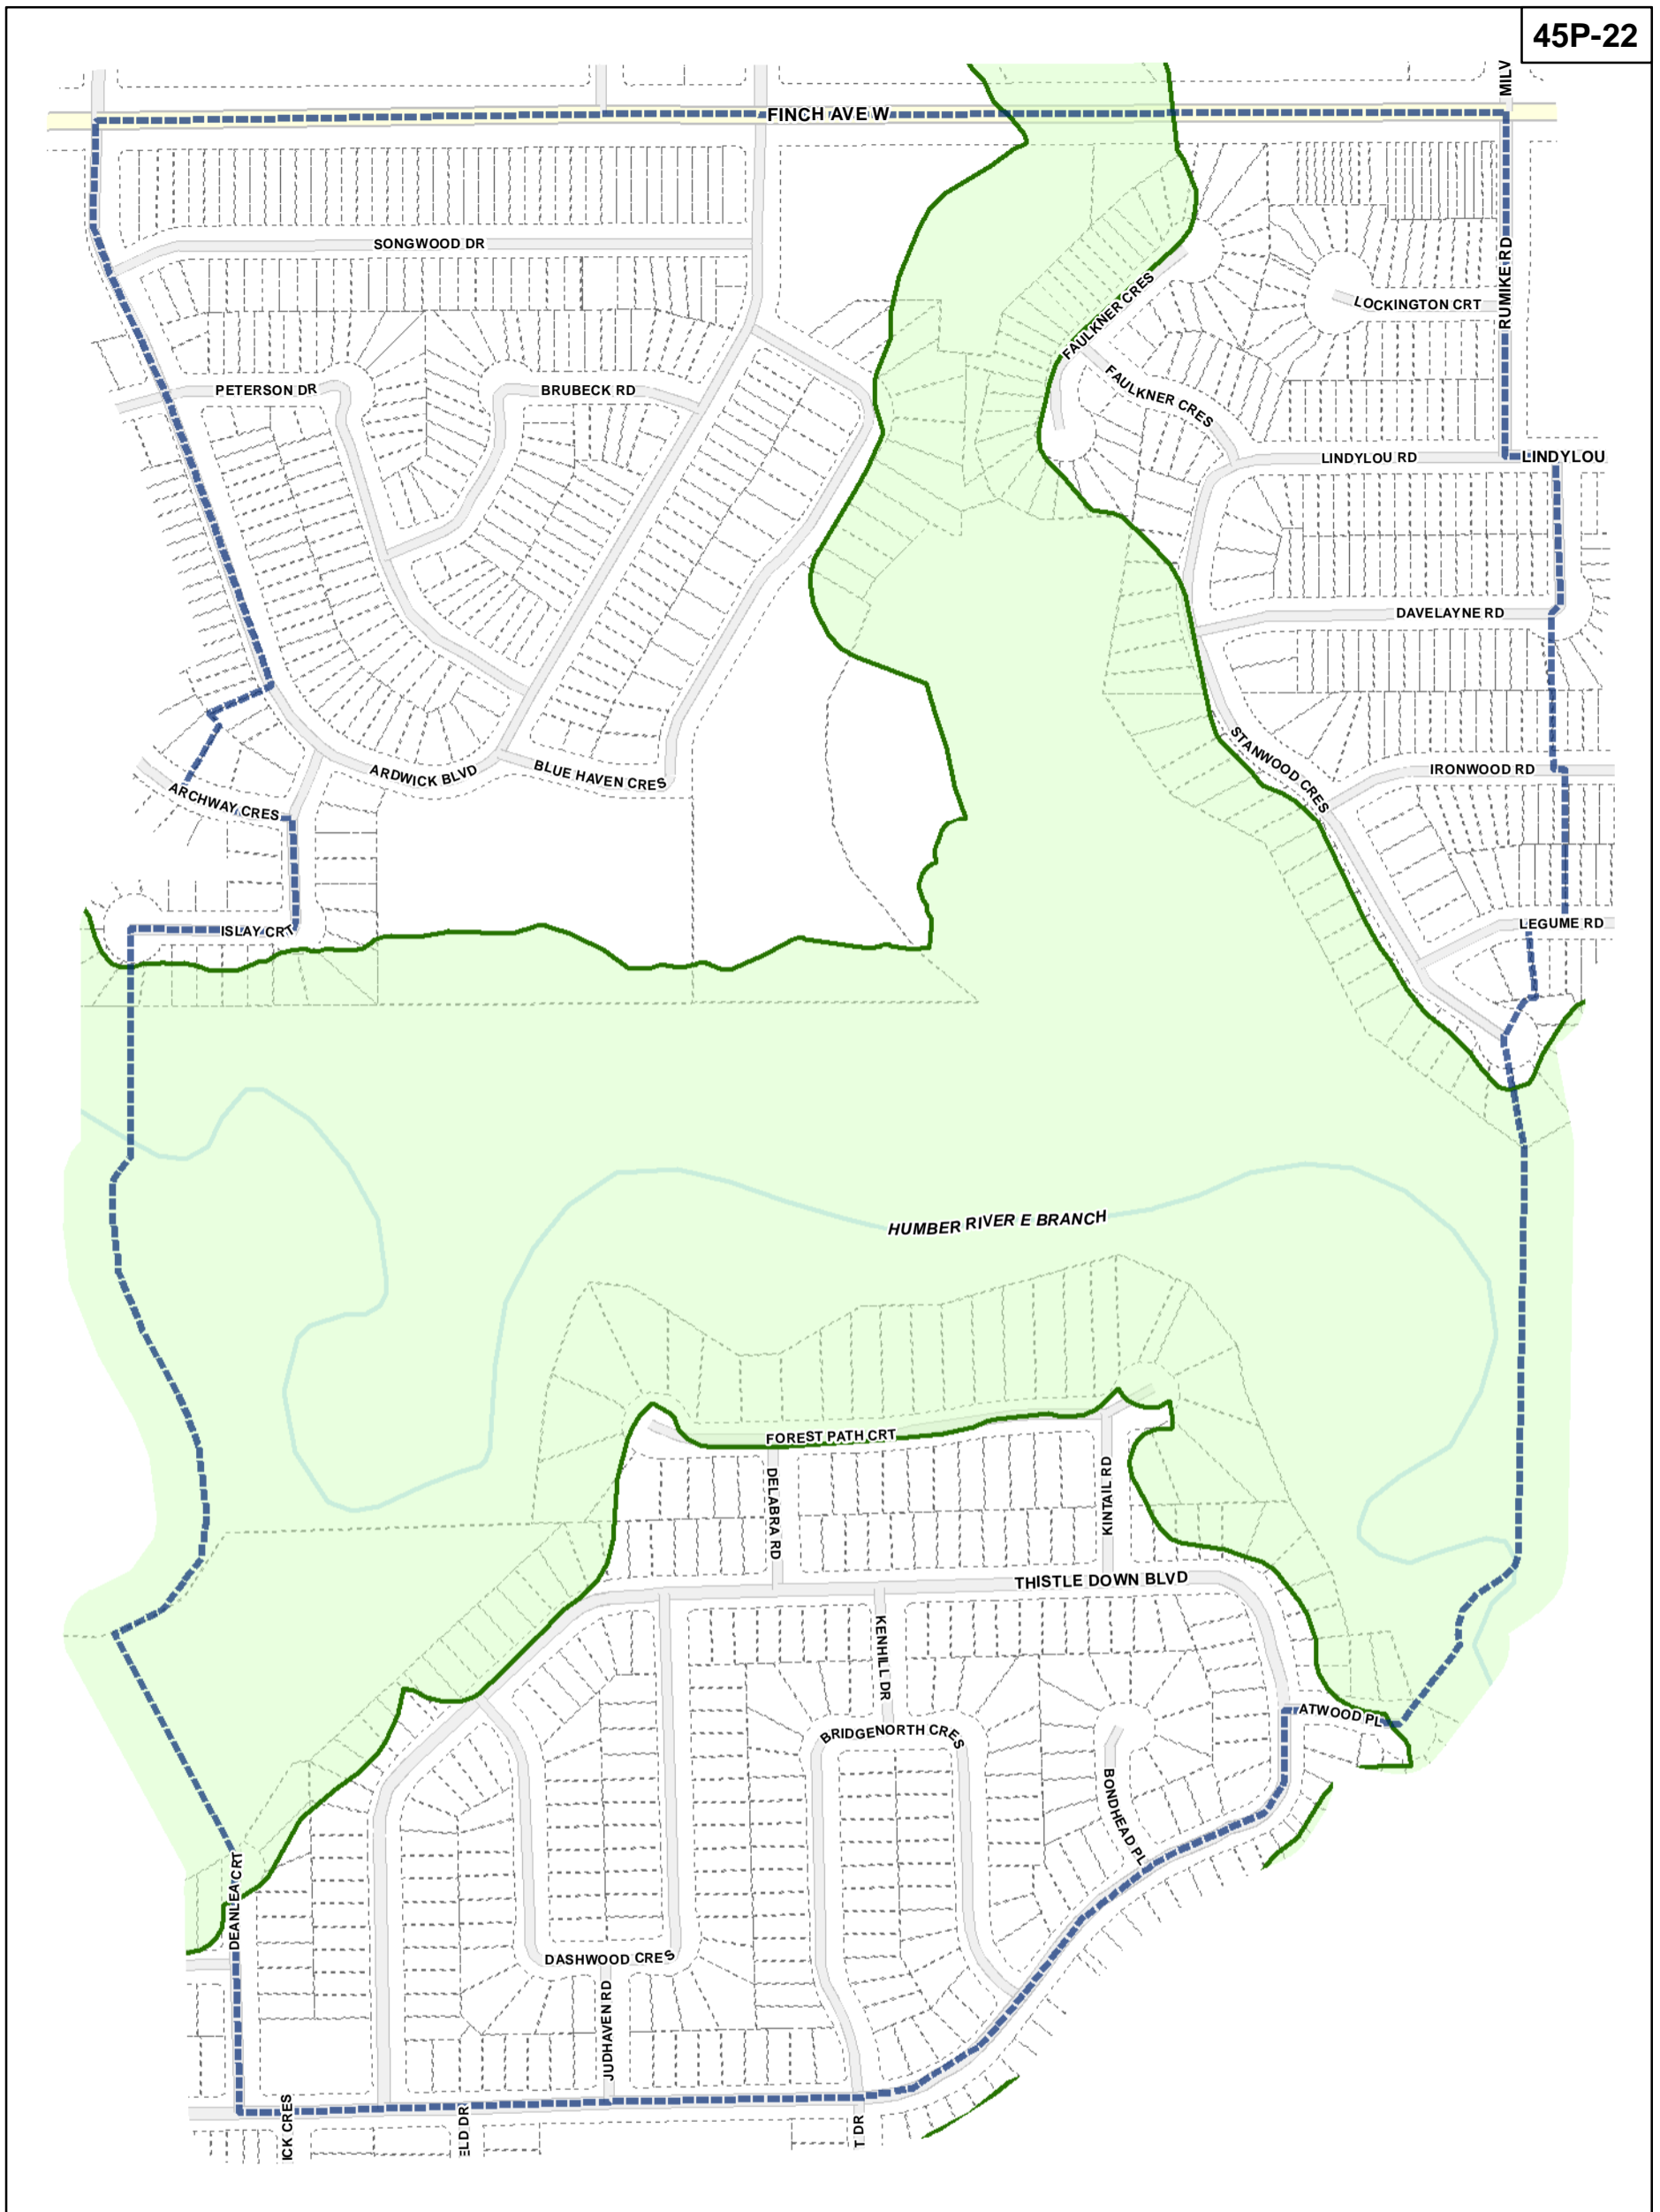 45P-22
MILV
FINCH AVE W
SONGWOOD DR
RUMIKE RD
FAULKNER CRES
LOCKINGTON CRT
PETERSON DR
BRUBECK RD
FAULKNER CRES
LINDYLOU RD
LINDYLOU
DAVELAYNE RD
STANWOOD CRES
IRONWOOD RD
ARDWICK BLVD
BLUE HAVEN CRES
ARCHWAY CRES
LEGUME RD
ISLAY CRT
HUMBER RIVER E BRANCH
FOREST PATH CRT
DELABRA RD
KINTAIL RD
THISTLE DOWN BLVD
KENHILL DR
ATWOOD PL
BRIDGENORTH CRES
BONDHEAD PL
DEANLEA CRT
DASHWOOD CRES
JUDHAVEN RD
ICK CRES
ELD DR
T DR